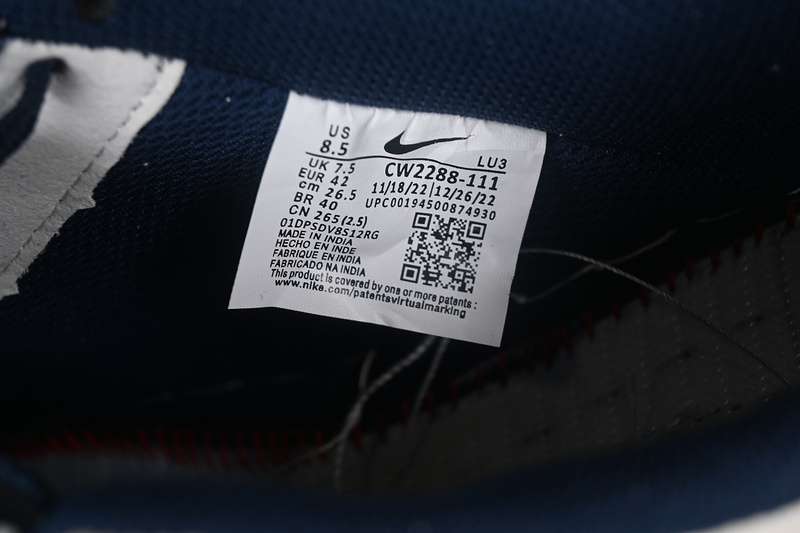 US
8.5
LU3
UK 7.5
CW2288-111
EUR 42
11/18/22 | 12/26/22
cm 26.5
UPC00194500874930
BR 40
CN 265 (2.5)
01DPSDV8S12RG
MADE IN INDIA
HECHO EN INDE
FABRIQUE EN INDIA
FABRICADO NA INDIA
This product is covered by one or more patents :
www.nike.com/patentsvirtualmarking